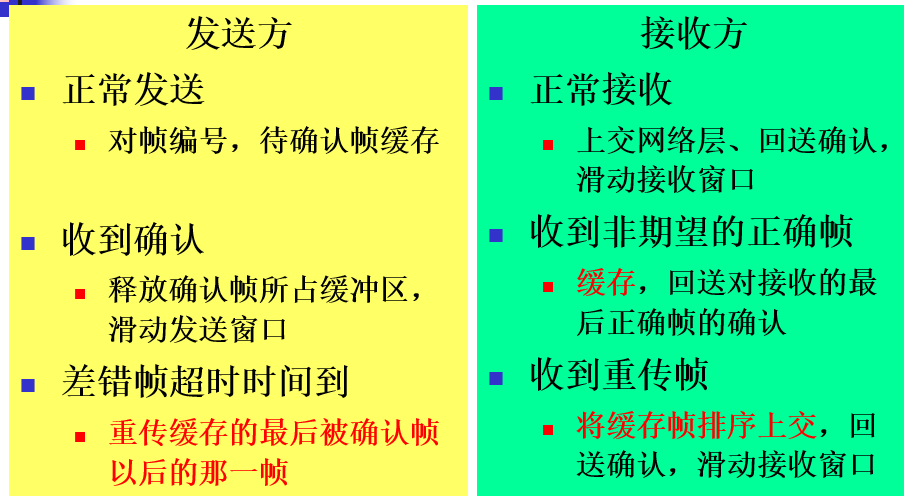 发送方
正常发送
对帧编号，待确认帧缓存
收到确认
释放确认帧所占缓冲区，
滑动发送窗口
差错帧超时时间到
重传缓存的最后被确认帧
以后的那一帧
接收方
正常接收
上交网络层、回送确认，
滑动接收窗口
收到非期望的正确帧
缓存，回送对接收的最
后正确帧的确认
收到重传帧
将缓存帧排序上交，回
送确认，滑动接收窗口